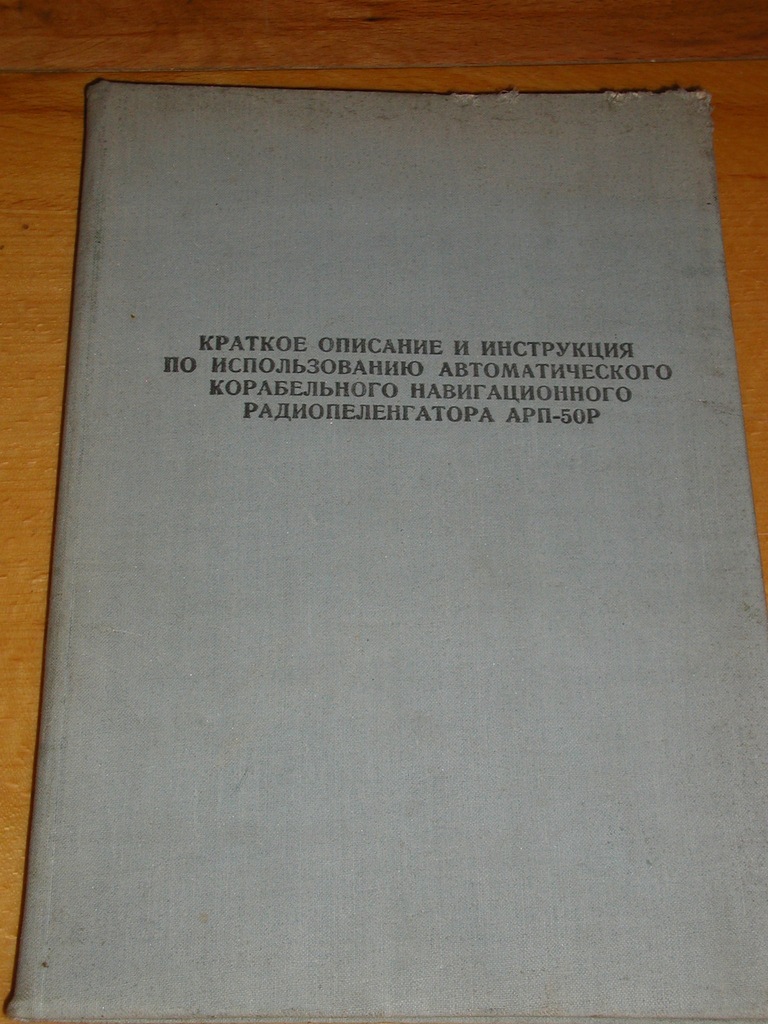 КРАТКОЕ ОПИСАНИЕ И ИНСТРУКЦИЯ
ПО ИСПОЛЬЗОВАНИЮ АВТОМАТИЧЕСКОГО
КОРАБЕЛЬНОГО НАВИГАЦИОННОГО
РАДИОПЕЛЕНГАТОРА АРП-50Р